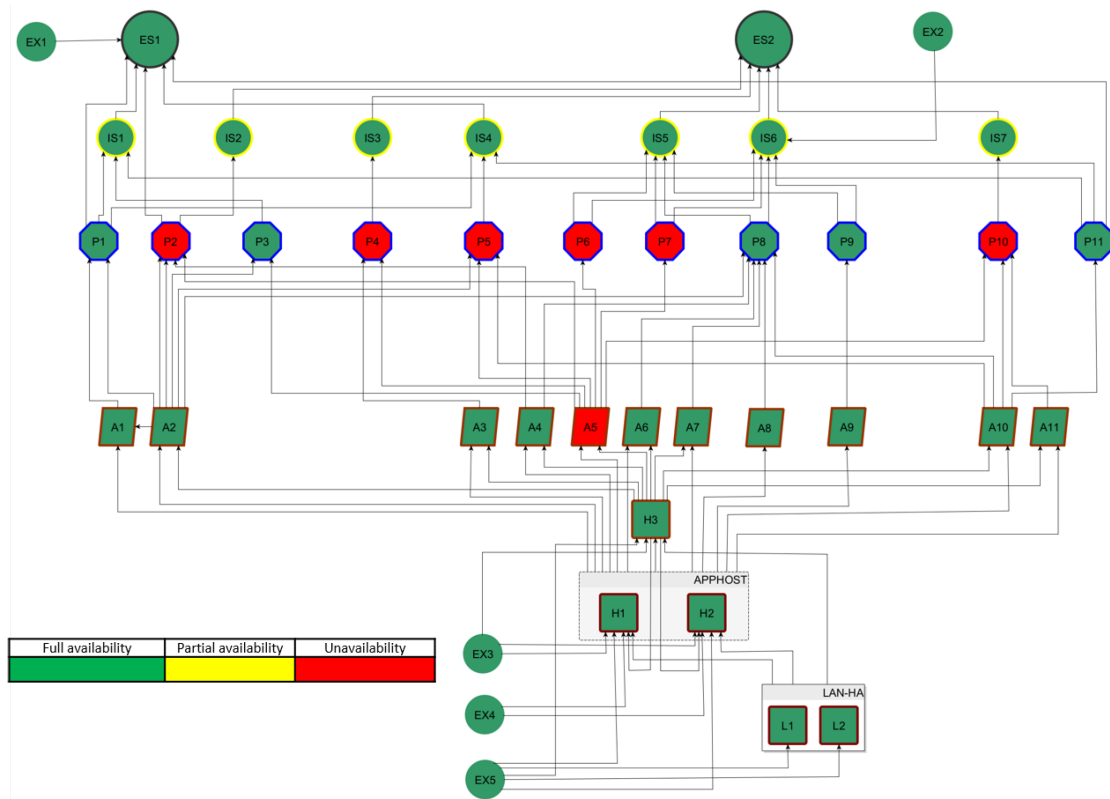 EX1
ES1
ES2
EX2
IS1
IS2
IS3
IS4
IS5
IS6
IS7
P1
P2
P3
P4
P5
P6
P7
P8
P9
P10
P11
A1
A2
A3
A4
A5
A6
A7
A8
A9
A10
A11
H3
APPHOST
H1
H2
Full availability
Partial availability
Unavailability
EX3
LAN-HA
EX4
L1
L2
EX5